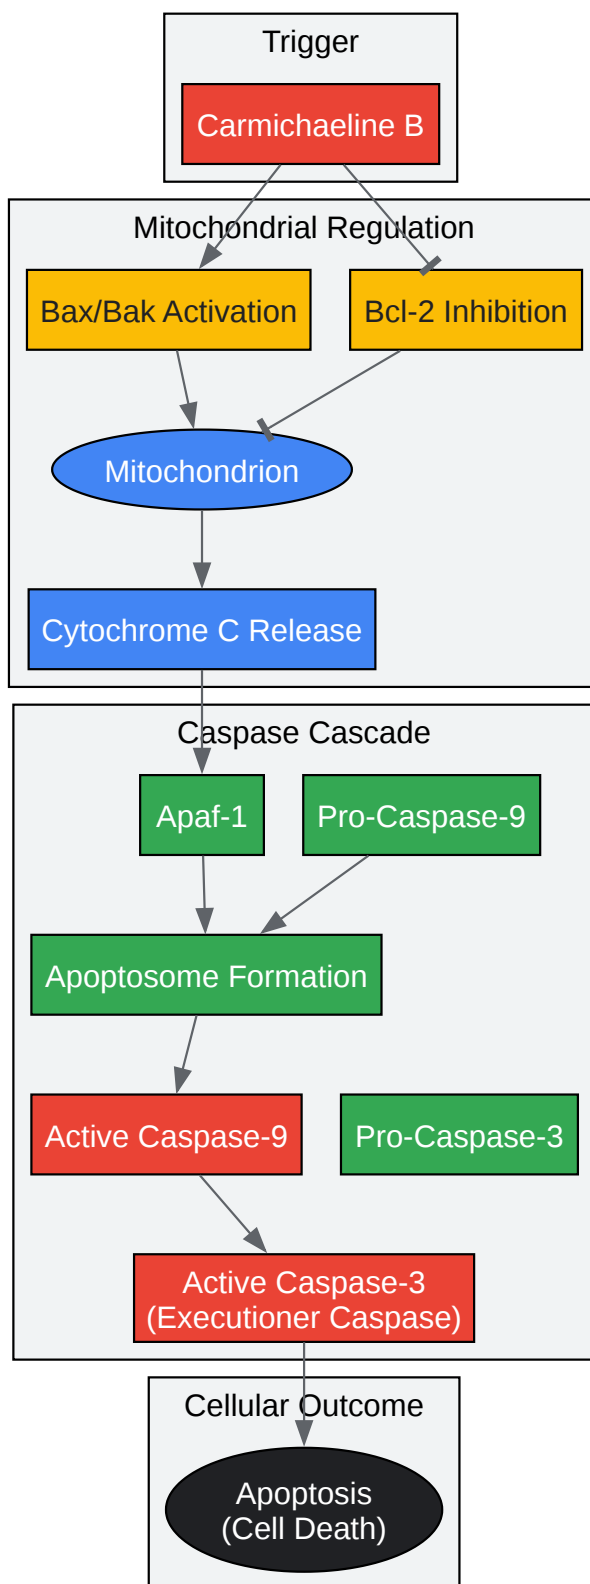 Trigger
Carmichaeline B
Mitochondrial Regulation
Bax/Bak Activation
Bcl-2 Inhibition
Mitochondrion
Cytochrome C Release
Caspase Cascade
Apaf-1
Pro-Caspase-9
Apoptosome Formation
Active Caspase-9
Pro-Caspase-3
Active Caspase-3
(Executioner Caspase)
Cellular Outcome
Apoptosis
(Cell Death)